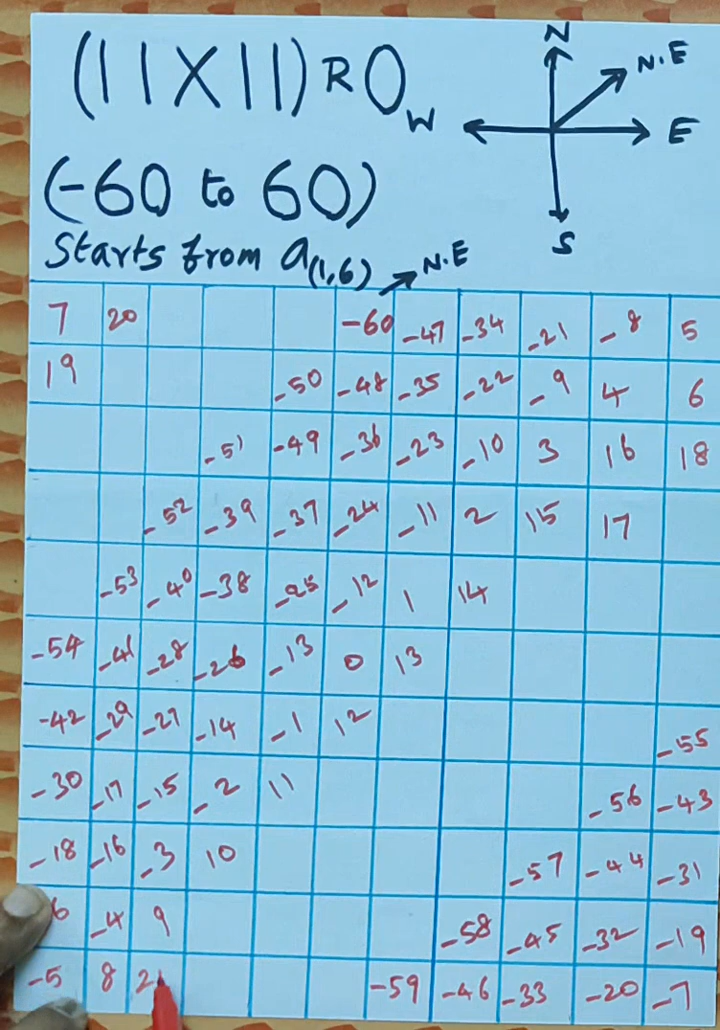 (11X11) R O
N
N.E
W
E
S
(-60 to 60)
Starts from a(1,6)
N.E
7 20 -60 -47 -34 -21 -8 5
19 -50 -48 -35 -22 -9 4 6
-51 -49 -36 -23 -10 3 16 18
-52 -39 -37 -24 -11 2 15 17
-53 -40 -38 -25 -12 1 14
-54 -41 -28 -26 -13 0 13
-42 -29 -27 -14 -1 12 -55
-30 -17 -15 -2 11 -56 -43
-18 -16 -3 10 -57 -44 -31
6 -4 9 -58 -45 -32 -19
-5 8 21 -59 -46 -33 -20 -7